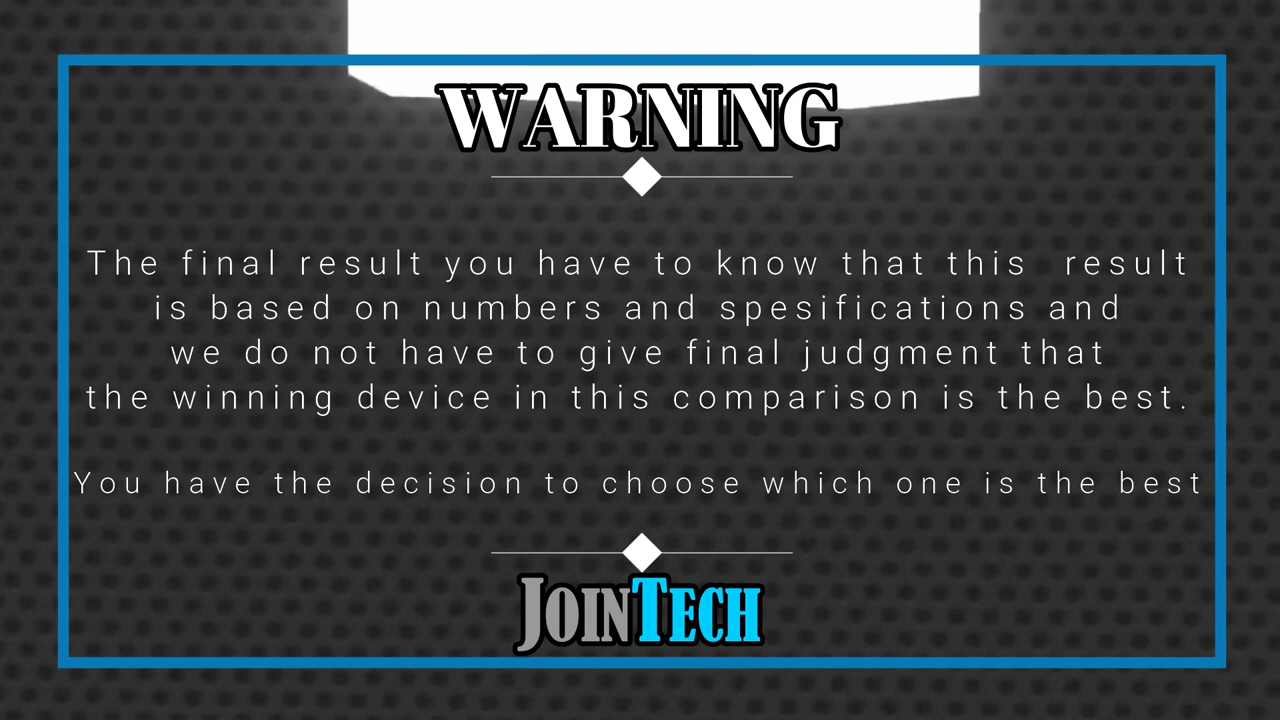 WARNING
The final result you have to know that this result
is based on numbers and spesifications and
we do not have to give final judgment that
the winning device in this comparison is the best.
You have the decision to choose which one is the best
JOINTECH